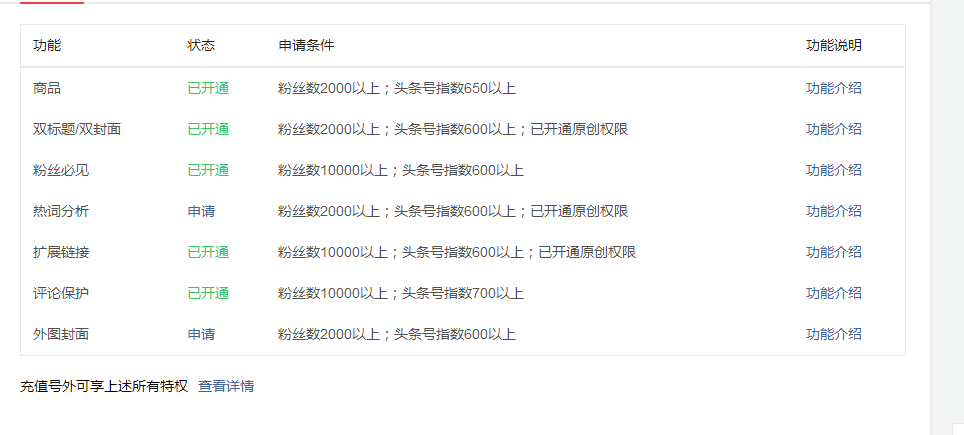 功能 状态 申请条件 功能说明
商品 已开通 粉丝数2000以上；头条号指数650以上 功能介绍
双标题/双封面 已开通 粉丝数2000以上；头条号指数600以上；已开通原创权限 功能介绍
粉丝必见 已开通 粉丝数10000以上；头条号指数600以上 功能介绍
热词分析 申请 粉丝数2000以上；头条号指数600以上；已开通原创权限 功能介绍
扩展链接 已开通 粉丝数10000以上；头条号指数600以上；已开通原创权限 功能介绍
评论保护 已开通 粉丝数10000以上；头条号指数700以上 功能介绍
外图封面 申请 粉丝数2000以上；头条号指数600以上 功能介绍
充值号外可享上述所有特权 查看详情